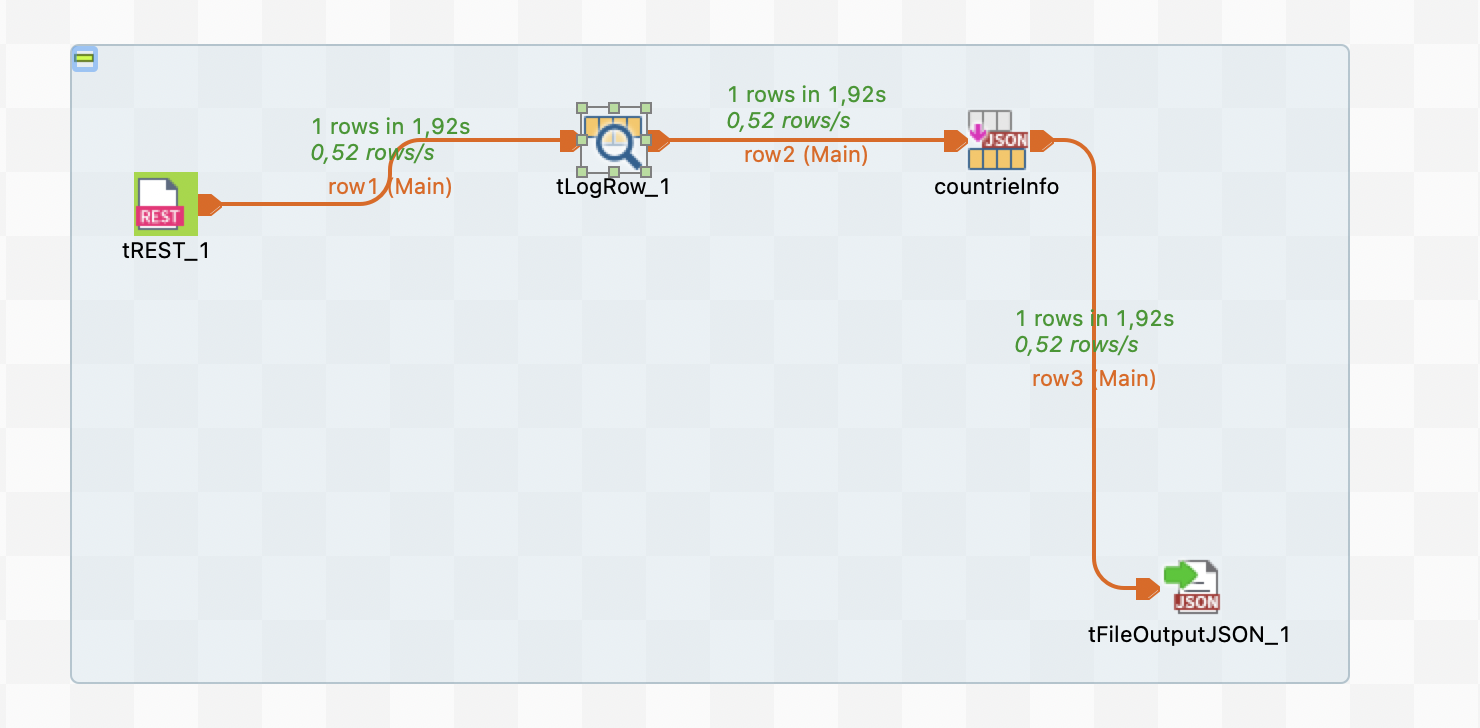 1 rows in 1,92s
0,52 rows/s
row1 (Main)
REST
tREST_1
tLogRow_1
1 rows in 1,92s
0,52 rows/s
row2 (Main)
JSON
countrieInfo
1 rows in 1,92s
0,52 rows/s
row3 (Main)
JSON
tFileOutputJSON_1